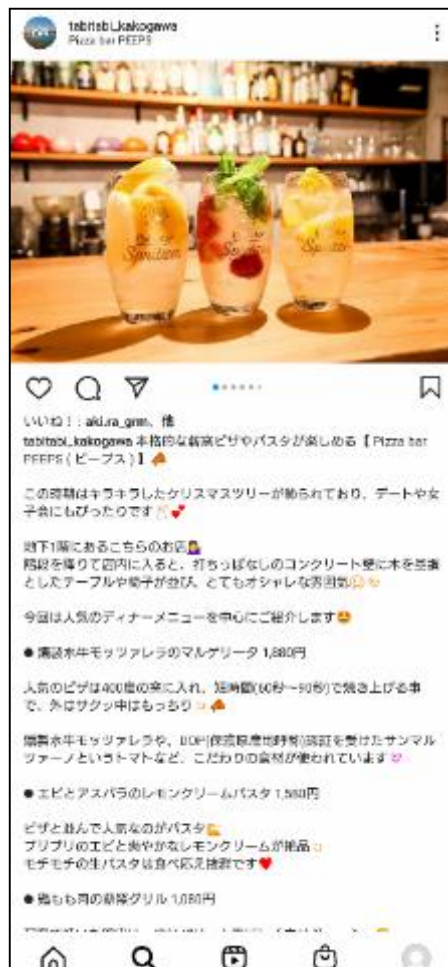 tabitabi_kakogawa
Pizza bar PEEPS
Spritzer
いいね！: aki.ra_gnm、他
tabitabi_kakogawa 本格的な薪窯ピザやパスタが楽しめる【 Pizza bar
PEEPS ( ピープス ) 】
この時期はキラキラしたクリスマスツリーが飾られており、デートや女
子会にもぴったりです🥂💕
地下1階にあるこちらのお店
階段を降りて店内に入ると、打ちっぱなしのコンクリート壁に木を基調
としたテーブルや椅子が並び、とてもオシャレな雰囲気
今回は人気のディナーメニューを中心にご紹介します🤩
● 燻製水牛モッツァレラのマルゲリータ 1,880円
人気のピザは400度の窯に入れ、短時間(60秒〜90秒)で焼き上げる事
で、外はサクッ中はもっちり
燻製水牛モッツァレラや、DOP(保護原産地呼称)認証を受けたサンマル
ツァーノというトマトなど、こだわりの食材が使われています
● エビとアスパラのレモンクリームパスタ 1,580円
ピザと並んで人気なのがパスタ
プリプリのエビと爽やかなレモンクリームが絶品
モチモチの生パスタは食べ応え抜群です♥
● 鶏もも肉の薪窯グリル 1,080円